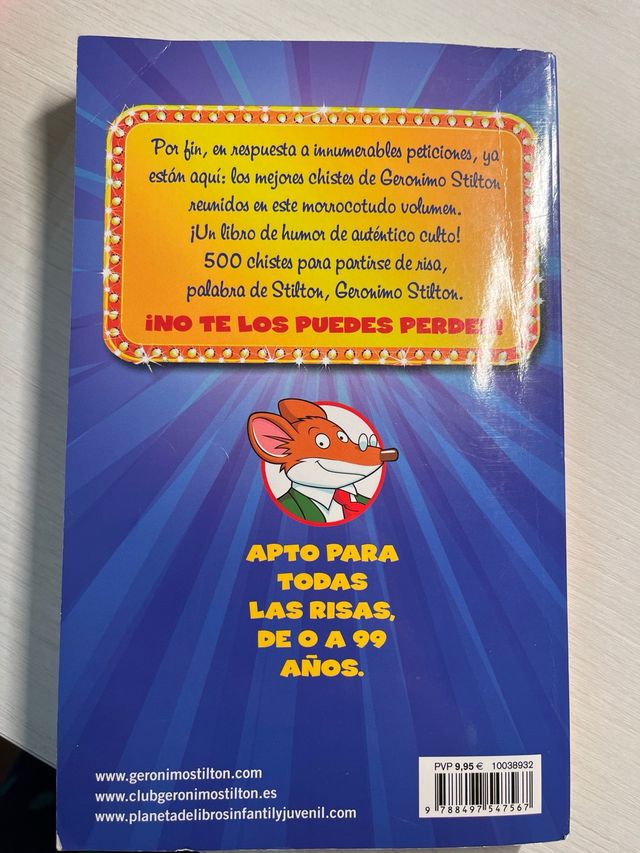 Por fin, en respuesta a innumerables peticiones, ya
están aquí: los mejores chistes de Geronimo Stilton
reunidos en este morrocotudo volumen.
¡Un libro de humor de auténtico culto!
500 chistes para partirse de risa,
palabra de Stilton, Geronimo Stilton.
¡NO TE LOS PUEDES PERDER!
APTO PARA
TODAS
LAS RISAS,
DE 0 A 99
AÑOS.
www.geronimostilton.com
www.clubgeronimostilton.es
www.planetadelibrosinfantilyjuvenil.com
PVP 9,95 € 10038932
9 788497 547567